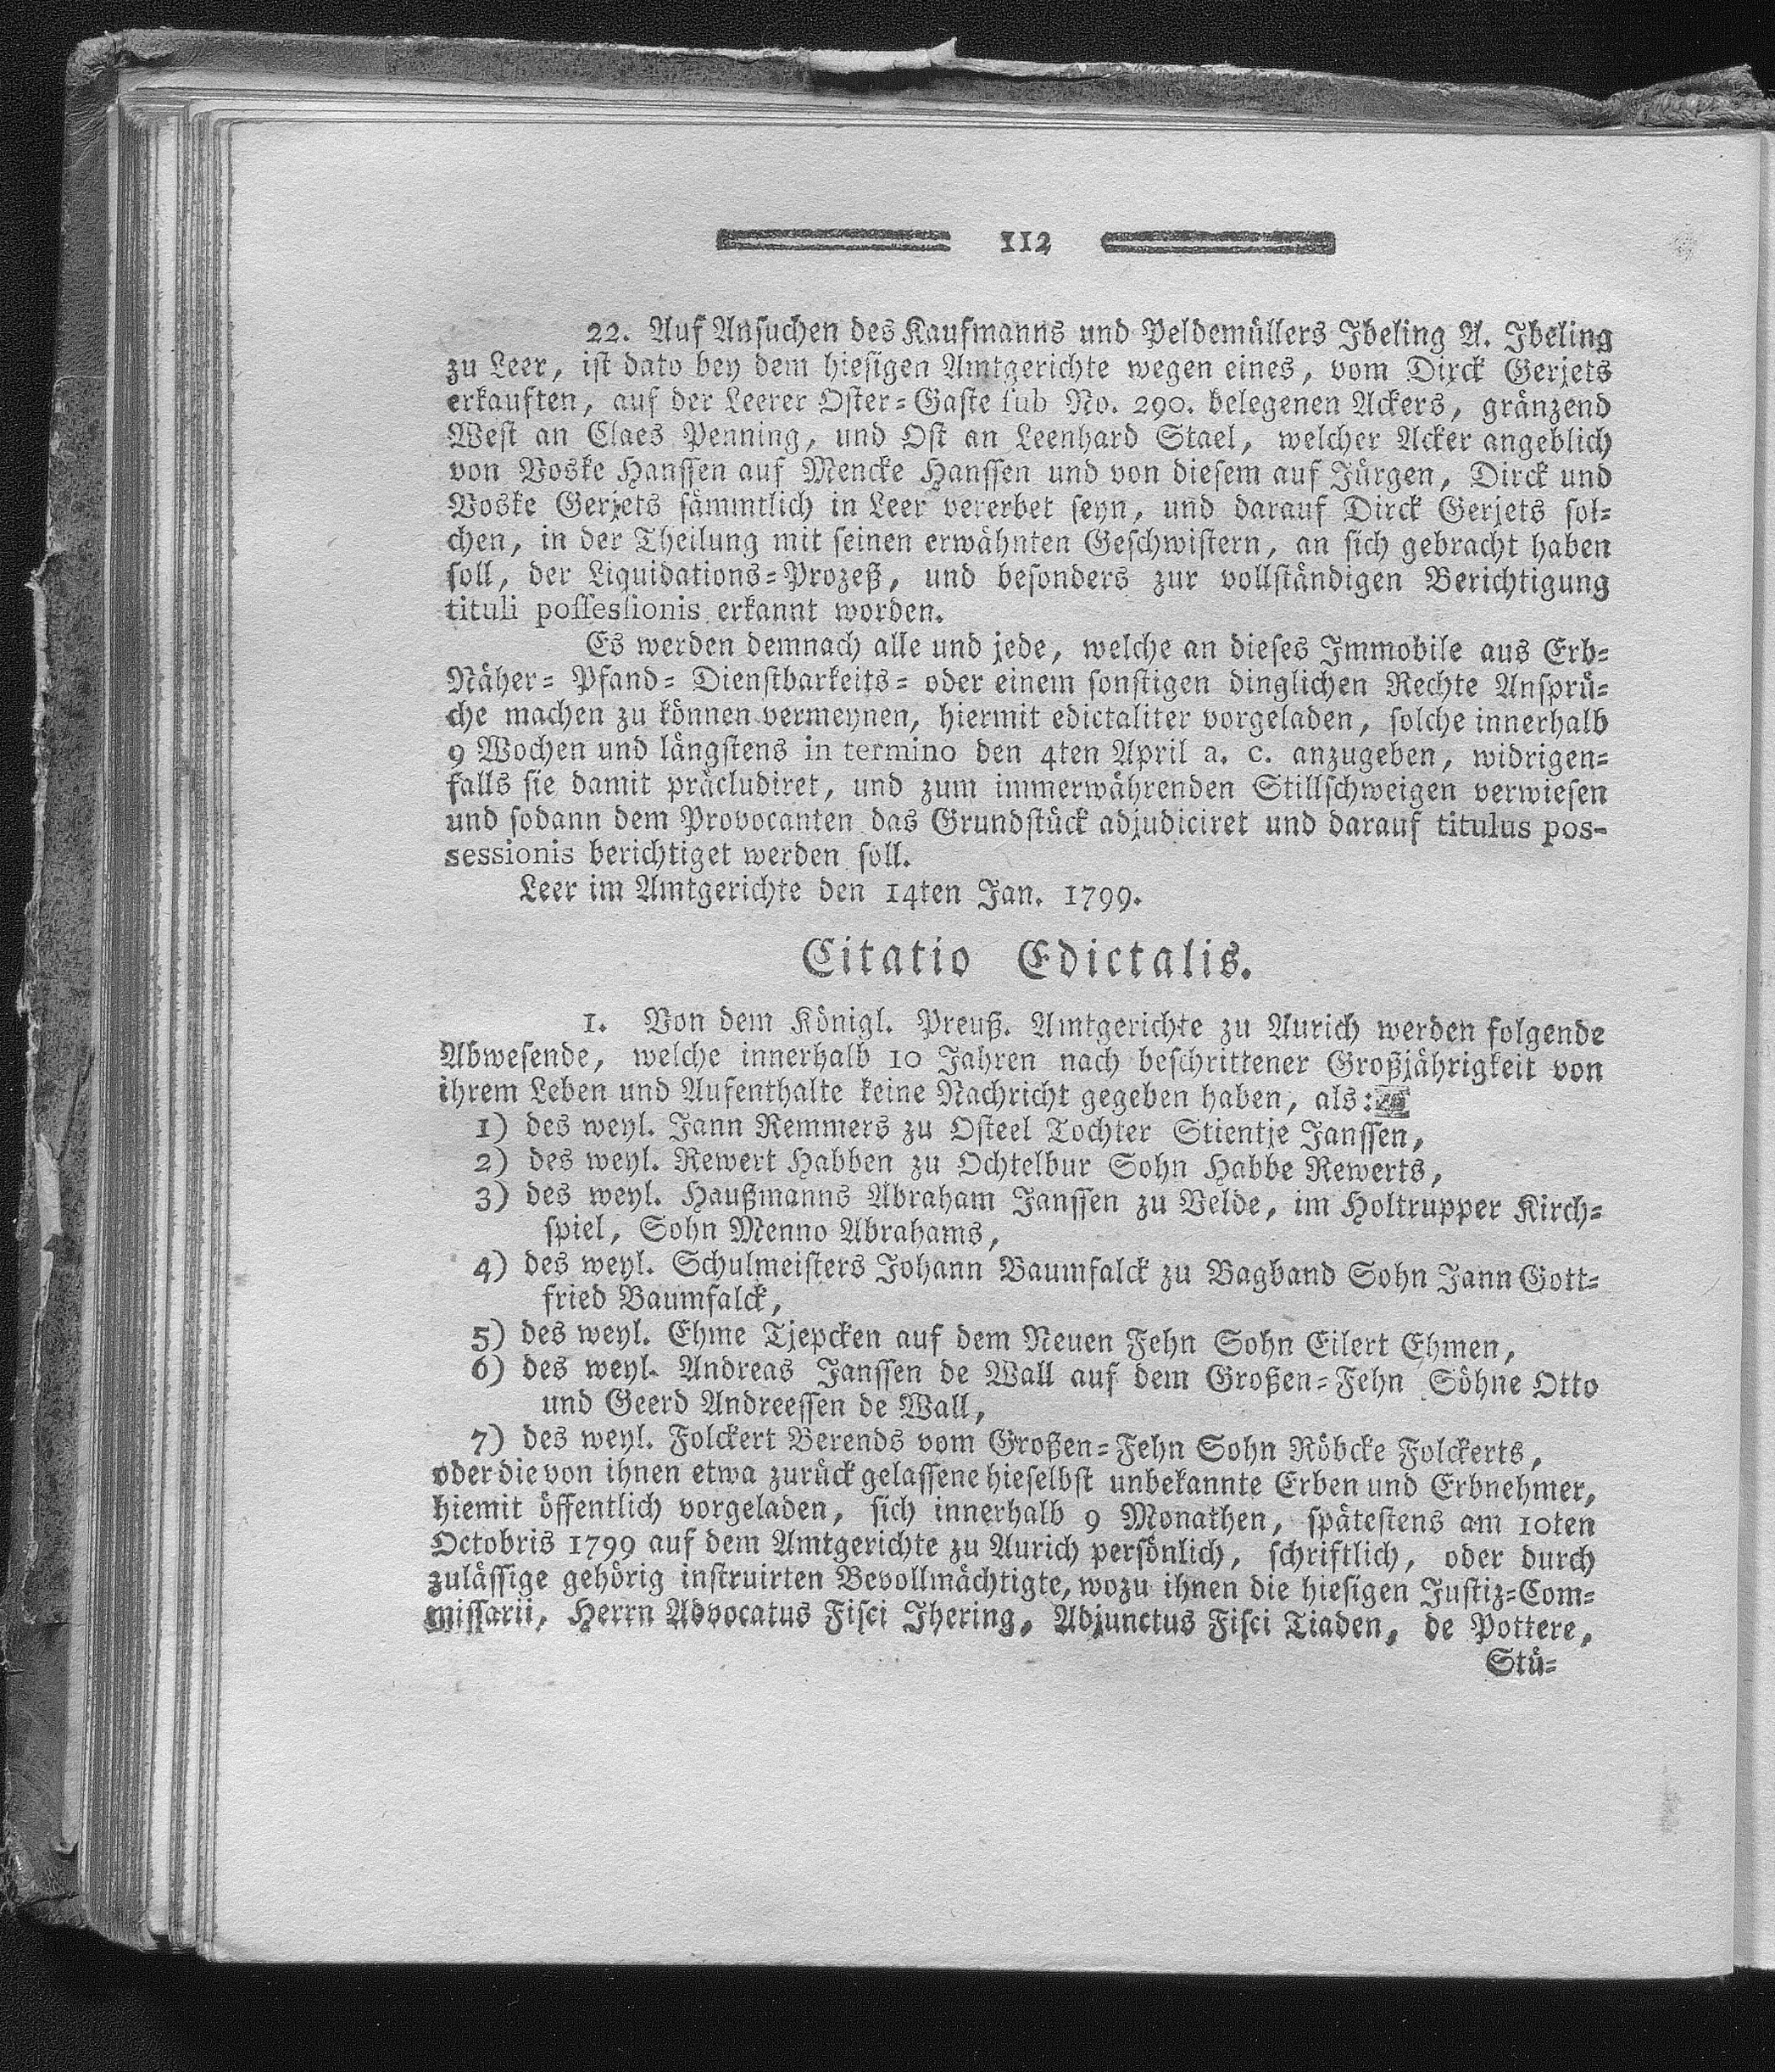 112
22. Auf Ansuchen des Kaufmanns und Peldemüllers Ibeling A. Ibeling
zu Leer, ist dato bey dem hiesigen Amtgerichte wegen eines, vom Dirck Gerjets
erkauften, auf der Leerer Oster=Gaste sub No. 290. belegenen Ackers, gränzend
West an Claes Penning, und Ost an Leenhard Stael, welcher Acker angeblich
von Voske Hanssen auf Mencke Hanssen und von diesem auf Jürgen, Dirck und
Voske Gerjets sämmtlich in Leer vererbet seyn, und darauf Dirck Gerjets sol=
chen, in der Theilung mit seinen erwähnten Geschwistern, an sich gebracht haben
soll, der Liquidations=Prozeß, und besonders zur vollständigen Berichtigung
tituli possessionis erkannt worden.
Es werden demnach alle und jede, welche an dieses Immobile aus Erb=
Näher= Pfand= Dienstbarkeits= oder einem sonstigen dinglichen Rechte Ansprü=
che machen zu können vermeynen, hiermit edictaliter vorgeladen, solche innerhalb
9 Wochen und längstens in termino den 4ten April a. c. anzugeben, widrigen=
falls sie damit präcludiret, und zum immerwährenden Stillschweigen verwiesen
und sodann dem Provocanten das Grundstück adjudiciret und darauf titulus pos-
sessionis berichtiget werden soll.
Leer im Amtgerichte den 14ten Jan. 1799.
Citatio Edictalis.
1. Von dem Königl. Preuß. Amtgerichte zu Aurich werden folgende
Abwesende, welche innerhalb 10 Jahren nach beschrittener Großjährigkeit von
ihrem Leben und Aufenthalte keine Nachricht gegeben haben, als:
1) des weyl. Jann Remmers zu Osteel Tochter Stientje Janssen,
2) des weyl. Rewert Habben zu Ochtelbur Sohn Habbe Rewerts,
3) des weyl. Haußmanns Abraham Janssen zu Velde, im Holtrupper Kirch=
spiel, Sohn Menno Abrahams,
4) des weyl. Schulmeisters Johann Baumfalck zu Bagband Sohn Jann Gott=
fried Baumfalck,
5) des weyl. Ehme Tjepcken auf dem Neuen Fehn Sohn Eilert Ehmen,
6) des weyl. Andreas Janssen de Wall auf dem Großen=Fehn Söhne Otto
und Geerd Andreessen de Wall,
7) des weyl. Folckert Berends vom Großen=Fehn Sohn Röbcke Folckerts,
oder die von ihnen etwa zurück gelassene hieselbst unbekannte Erben und Erbnehmer,
hiemit öffentlich vorgeladen, sich innerhalb 9 Monathen, spätestens am 10ten
Octobris 1799 auf dem Amtgerichte zu Aurich persönlich, schriftlich, oder durch
zulässige gehörig instruirten Bevollmächtigte, wozu ihnen die hiesigen Justiz=Com=
missarii, Herrn Advocatus Fisci Ihering, Adjunctus Fisci Tiaden, de Pottere,
Stü=